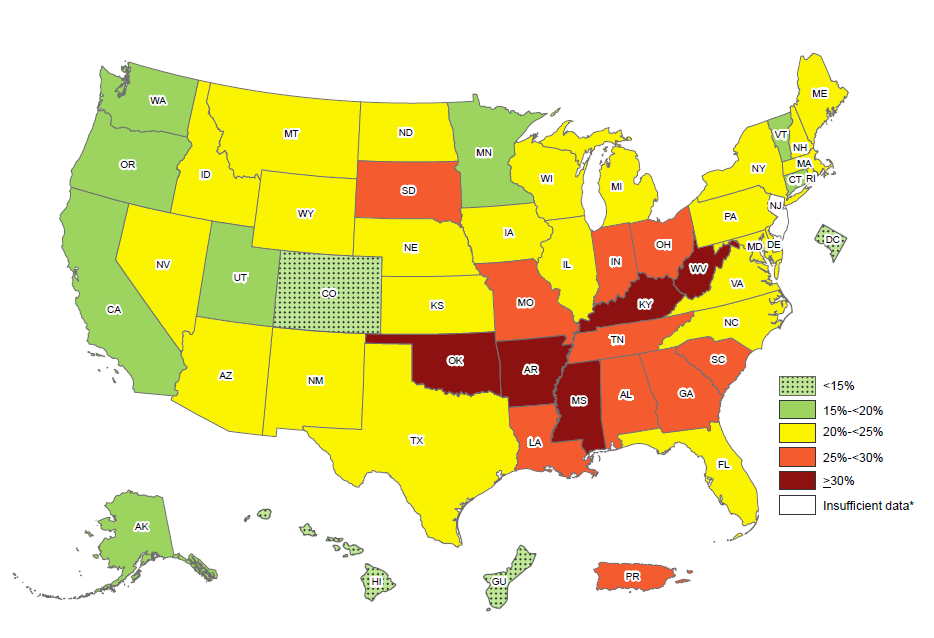 WA
ME
MT
ND
VT
MN
NH
OR
MA
NY
ID
WI
CT
RI
MI
SD
NJ
WY
PA
IA
DC
NE
OH
DE
MD
IN
IL
NV
WV
UT
VA
CO
MO
KY
KS
CA
NC
TN
SC
OK
AR
AZ
NM
GA
AL
MS
<15%
15%-<20%
TX
LA
20%-<25%
25%-<30%
FL
≥30%
Insufficient data*
AK
PR
HI
GU